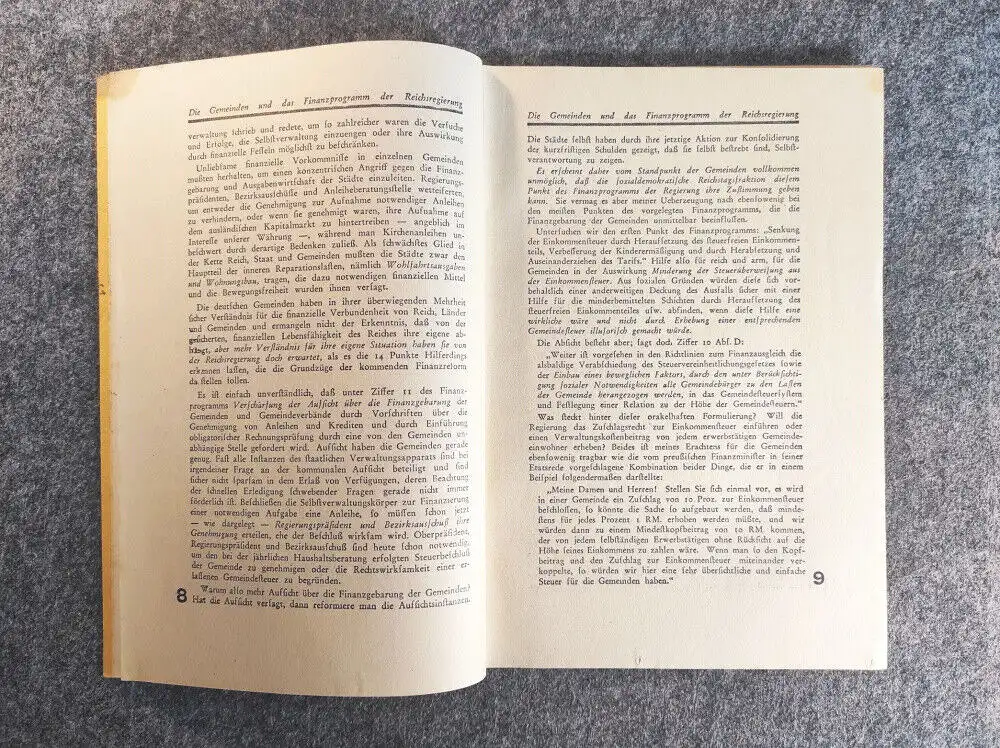 Die Gemeinden und das Finanzprogramm der Reichsregierung
verwaltung schrieb und redete, um so zahlreicher waren die Versuche
und Erfolge, die Selbstverwaltung einzuengen oder ihre Auswirkung
durch finanzielle Fesseln möglichst zu beschränken.
Unliebsame finanzielle Vorkommnisse in einzelnen Gemeinden
mußten herhalten, um einen konzentrischen Angriff gegen die Finanz-
gebarung und Ausgabenwirtschaft der Städte einzuleiten. Regierungs-
präsidenten, Bezirksausschüsse und Anleiheberatungsstelle wetteiferten,
um entweder die Genehmigung zur Aufnahme notwendiger Anleihen
zu verhindern, oder wenn sie genehmigt waren, ihre Aufnahme auf
dem ausländischen Kapitalmarkt zu hintertreiben — angeblich im
Interesse unserer Währung —, während man Kirchenanleihen un-
beschwert durch derartige Bedenken zuließ. Als schwächstes Glied in
der Kette Reich, Staat und Gemeinden mußten die Städte zwar den
Hauptteil der inneren Reparationslasten, nämlich Wohlfahrtsausgaben
und Wohnungsbau, tragen, die dazu notwendigen finanziellen Mittel
und die Bewegungsfreiheit wurden ihnen versagt.
Die deutschen Gemeinden haben in ihrer überwiegenden Mehrheit
sicher Verständnis für die finanzielle Verbundenheit von Reich, Länder
und Gemeinden und ermangeln nicht der Erkenntnis, daß von der
gesicherten, finanziellen Lebensfähigkeit des Reiches ihre eigene ab-
hängt, aber mehr Verständnis für ihre eigene Situation haben sie von
der Reichsregierung doch erwartet, als es die 14 Punkte Hilferdings
erkennen lassen, die die Grundzüge der kommenden Finanzreform
darstellen sollen.
Es ist einfach unverständlich, daß unter Ziffer 11 des Finanz-
programms Verschärfung der Aufsicht über die Finanzgebarung der
Gemeinden und Gemeindeverbände durch Vorschriften über die
Genehmigung von Anleihen und Krediten und durch Einführung
obligatorischer Rechnungsprüfung durch eine von den Gemeinden un-
abhängige Stelle gefordert wird. Aufsicht haben die Gemeinden gerade
genug. Fast alle Instanzen des staatlichen Verwaltungsapparats sind bei
irgendeiner Frage an der kommunalen Aufsicht beteiligt und sind
sicher nicht sparsam in dem Erlaß von Verfügungen, deren Beachtung
der schnellen Erledigung schwebender Fragen gerade nicht immer
förderlich ist. Beschließen die Selbstverwaltungskörper zur Finanzierung
einer notwendigen Aufgabe eine Anleihe, so müssen schon jetzt
— wie dargelegt — Regierungspräsident und Bezirksausschuß ihre
Genehmigung erteilen, ehe der Beschluß wirksam wird. Oberpräsident,
Regierungspräsident und Bezirksausschuß sind heute schon notwendig,
um den bei der jährlichen Haushaltsberatung erfolgten Steuerbeschluß
der Gemeinde zu genehmigen oder die Rechtswirksamkeit einer er-
lassenen Gemeindesteuer zu begründen.
Warum also mehr Aufsicht über die Finanzgebarung der Gemeinden?
Hat die Aufsicht versagt, dann reformiere man die Aufsichtsinstanzen.
8
Die Gemeinden und das Finanzprogramm der Reichsregierung
Die Städte selbst haben durch ihre jetztige Aktion zur Konsolidierung
der kurzfristigen Schulden gezeigt, daß sie selbst bestrebt sind, Selbst-
verantwortung zu zeigen.
Es erscheint daher vom Standpunkt der Gemeinden vollkommen
unmöglich, daß die sozialdemokratische Reichstagsfraktion diesem
Punkt des Finanzprogramms der Regierung ihre Zustimmung geben
kann. Sie vermag es aber meiner Ueberzeugung nach ebensowenig bei
den meisten Punkten des vorgelegten Finanzprogramms, die die
Finanzgebarung der Gemeinden unmittelbar beeinflussen.
Untersuchen wir den ersten Punkt des Finanzprogramms: „Senkung
der Einkommensteuer durch Heraufsetzung des steuerfreien Einkommen-
teils, Verbesserung der Kinderermäßigung und durch Herabsetzung und
Auseinanderziehen des Tarifs.“ Hilfe also für reich und arm, für die
Gemeinden in der Auswirkung Minderung der Steuerüberweisung aus
der Einkommensteuer. Aus sozialen Gründen würden diese sich vor-
behaltlich einer anderweitigen Deckung des Ausfalls sicher mit einer
Hilfe für die minderbemittelten Schichten durch Heraufsetzung des
steuerfreien Einkommenteiles usw. abfinden, wenn diese Hilfe eine
wirkliche wäre und nicht durch Erhebung einer entsprechenden
Gemeindesteuer illusorisch gemacht würde.
Die Absicht besteht aber; sagt doch Ziffer 10 Abs. D:
„Weiter ist vorgesehen in den Richtlinien zum Finanzausgleich die
alsbaldige Verabschiedung des Steuervereinheitlichungsgesetzes sowie
der Einbau eines beweglichen Faktors, durch den unter Berücksichti-
gung sozialer Notwendigkeiten alle Gemeindebürger zu den Lasten
der Gemeinde herangezogen werden, in das Gemeindesteuersystem
und Festlegung einer Relation zu der Höhe der Gemeindesteuern.“
Was steckt hinter dieser orakelhaften Formulierung? Will die
Regierung das Zuschlagsrecht zur Einkommensteuer einführen oder
einen Verwaltungskostenbeitrag von jedem erwerbstätigen Gemeinde-
einwohner erheben? Beides ist meines Erachtens für die Gemeinden
ebensowenig tragbar wie die vom preußischen Finanzminister in seiner
Etatsrede vorgeschlagene Kombination beider Dinge, die er in einem
Beispiel folgendermaßen darstellte:
„Meine Damen und Herren! Stellen Sie sich einmal vor, es wird
in einer Gemeinde ein Zuschlag von 10 Proz. zur Einkommensteuer
beschlossen, so könnte die Sache so aufgebaut werden, daß minde-
stens für jedes Prozent 1 RM. erhoben werden müßte, und wir
würden dann zu einem Mindestkopfbeitrag von 10 RM. kommen,
der von jedem selbständigen Erwerbstätigen ohne Rücksicht auf die
Höhe seines Einkommens zu zahlen wäre. Wenn man so den Kopf-
beitrag und den Zuschlag zur Einkommensteuer miteinander ver-
koppelte, so würden wir hier eine sehr übersichtliche und einfache
Steuer für die Gemeinden haben.“
9